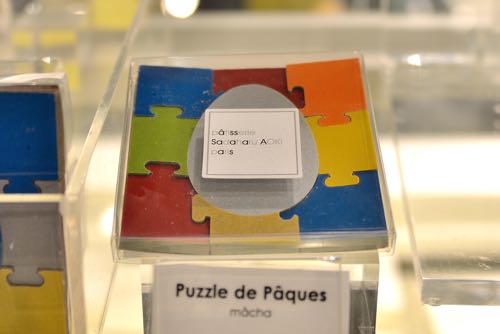 pâtisserie
Sadaharu AOKI
paris
Puzzle de Pâques
mâcha